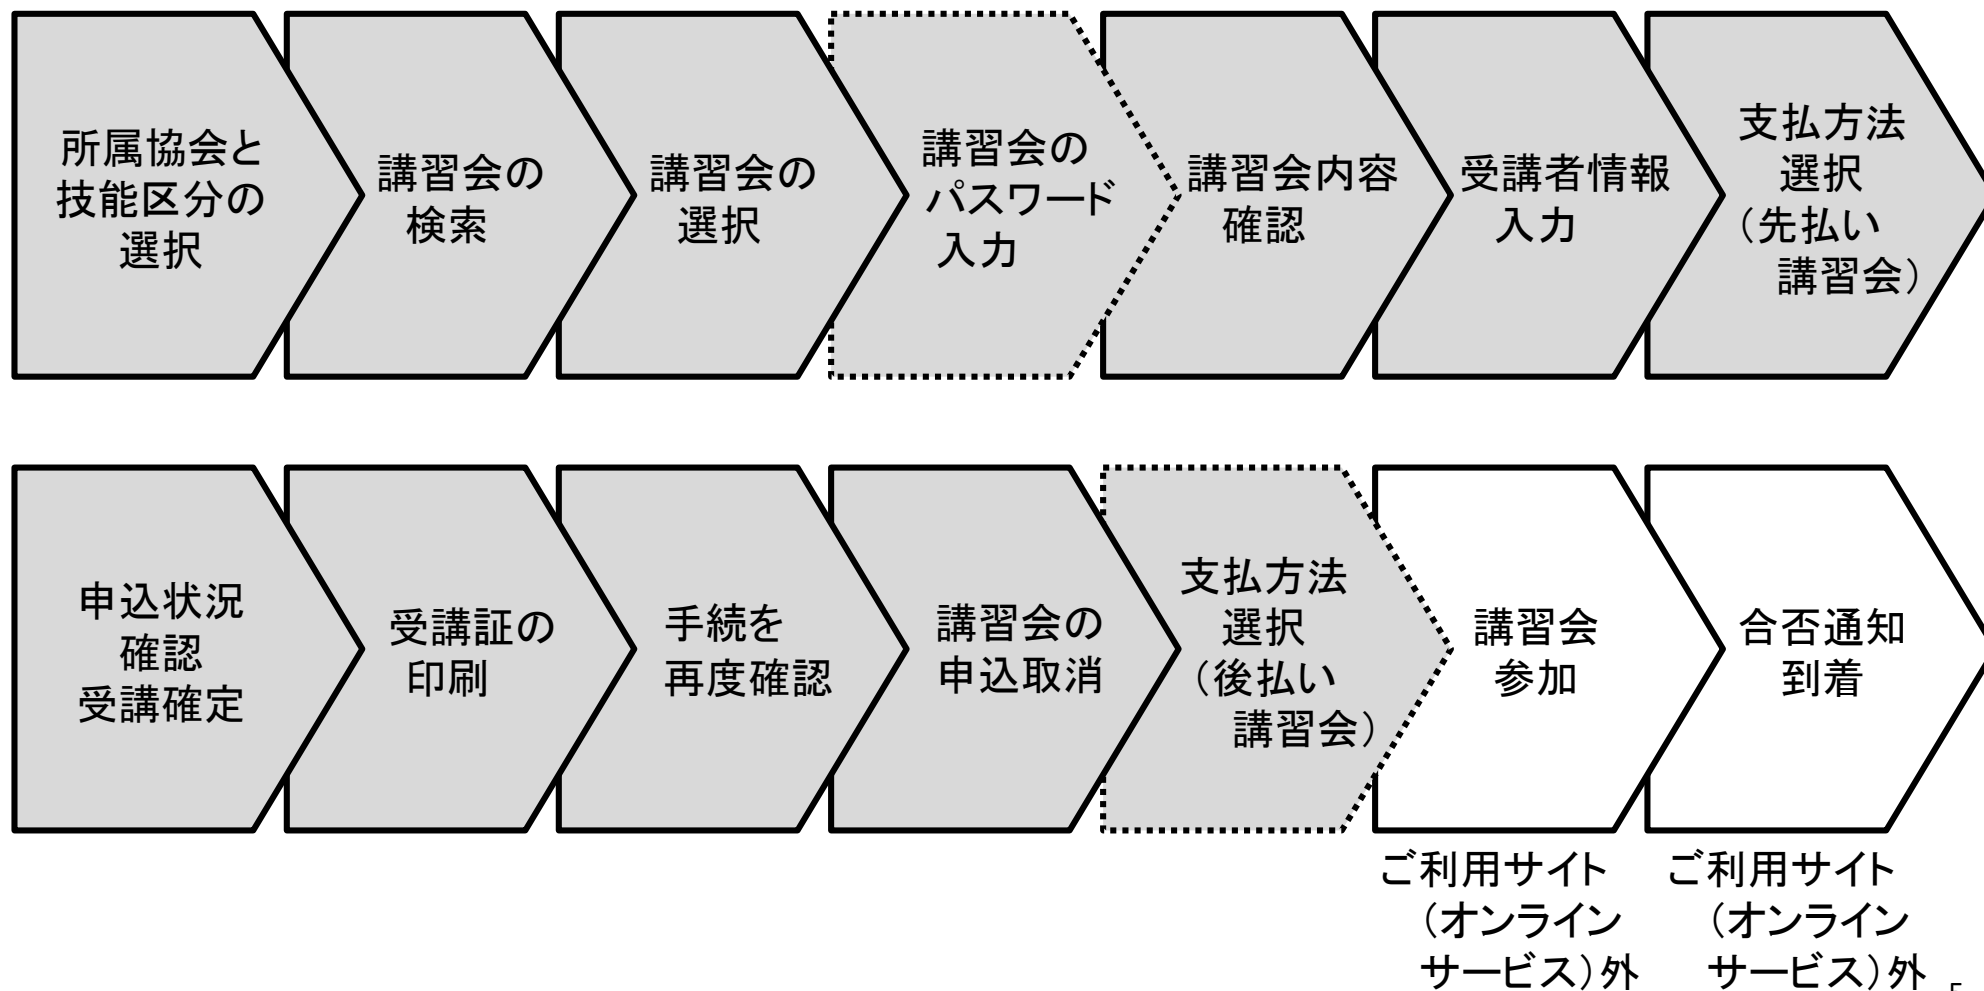 所属協会と
技能区分の
選択
講習会の
検索
講習会の
選択
講習会の
パスワード
入力
講習会内容
確認
受講者情報
入力
支払方法
選択
（先払い
講習会）
申込状況
確認
受講確定
受講証の
印刷
手続を
再度確認
講習会の
申込取消
支払方法
選択
（後払い
講習会）
講習会
参加
合否通知
到着
ご利用サイト
（オンライン
サービス）外
ご利用サイト
（オンライン
サービス）外